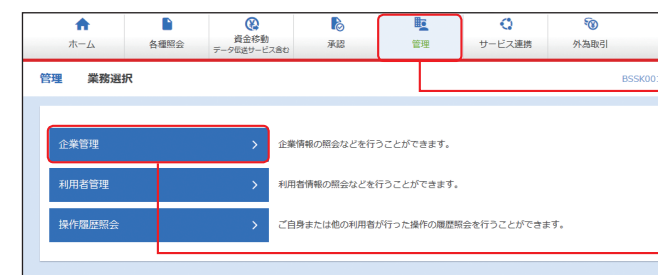 ホーム 各種照会 資金移動 承認 管理 サービス連携 外為取引
データ伝送サービス含む
管理 業務選択 BSSK001
企業管理 企業情報の照会などを行うことができます。
利用者管理 利用者情報の照会などを行うことができます。
操作履歴照会 ご自身または他の利用者が行った操作の履歴照会を行うことができます。